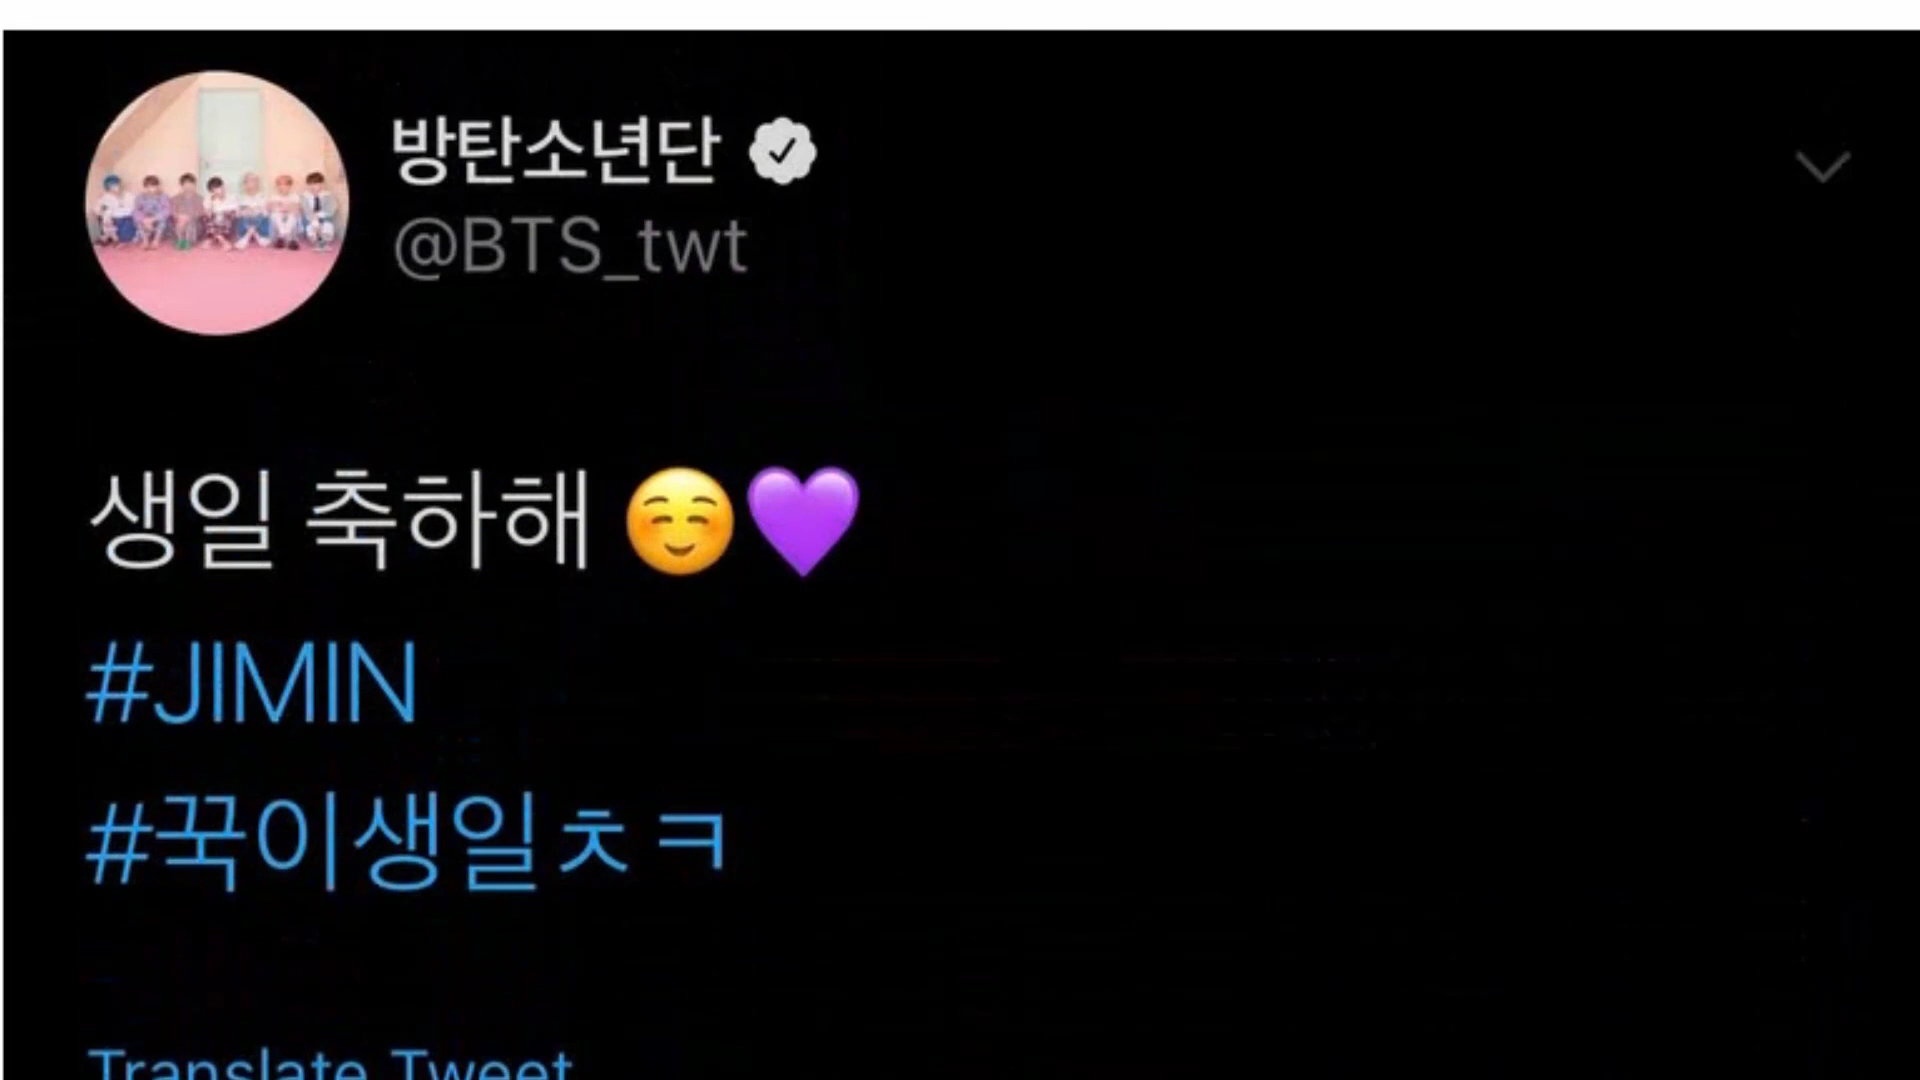 방탄소년단
@BTS_twt
생일 축하해 ☺️💜
#JIMIN
#꾹이생일ㅊㅋ
Translate Tweet